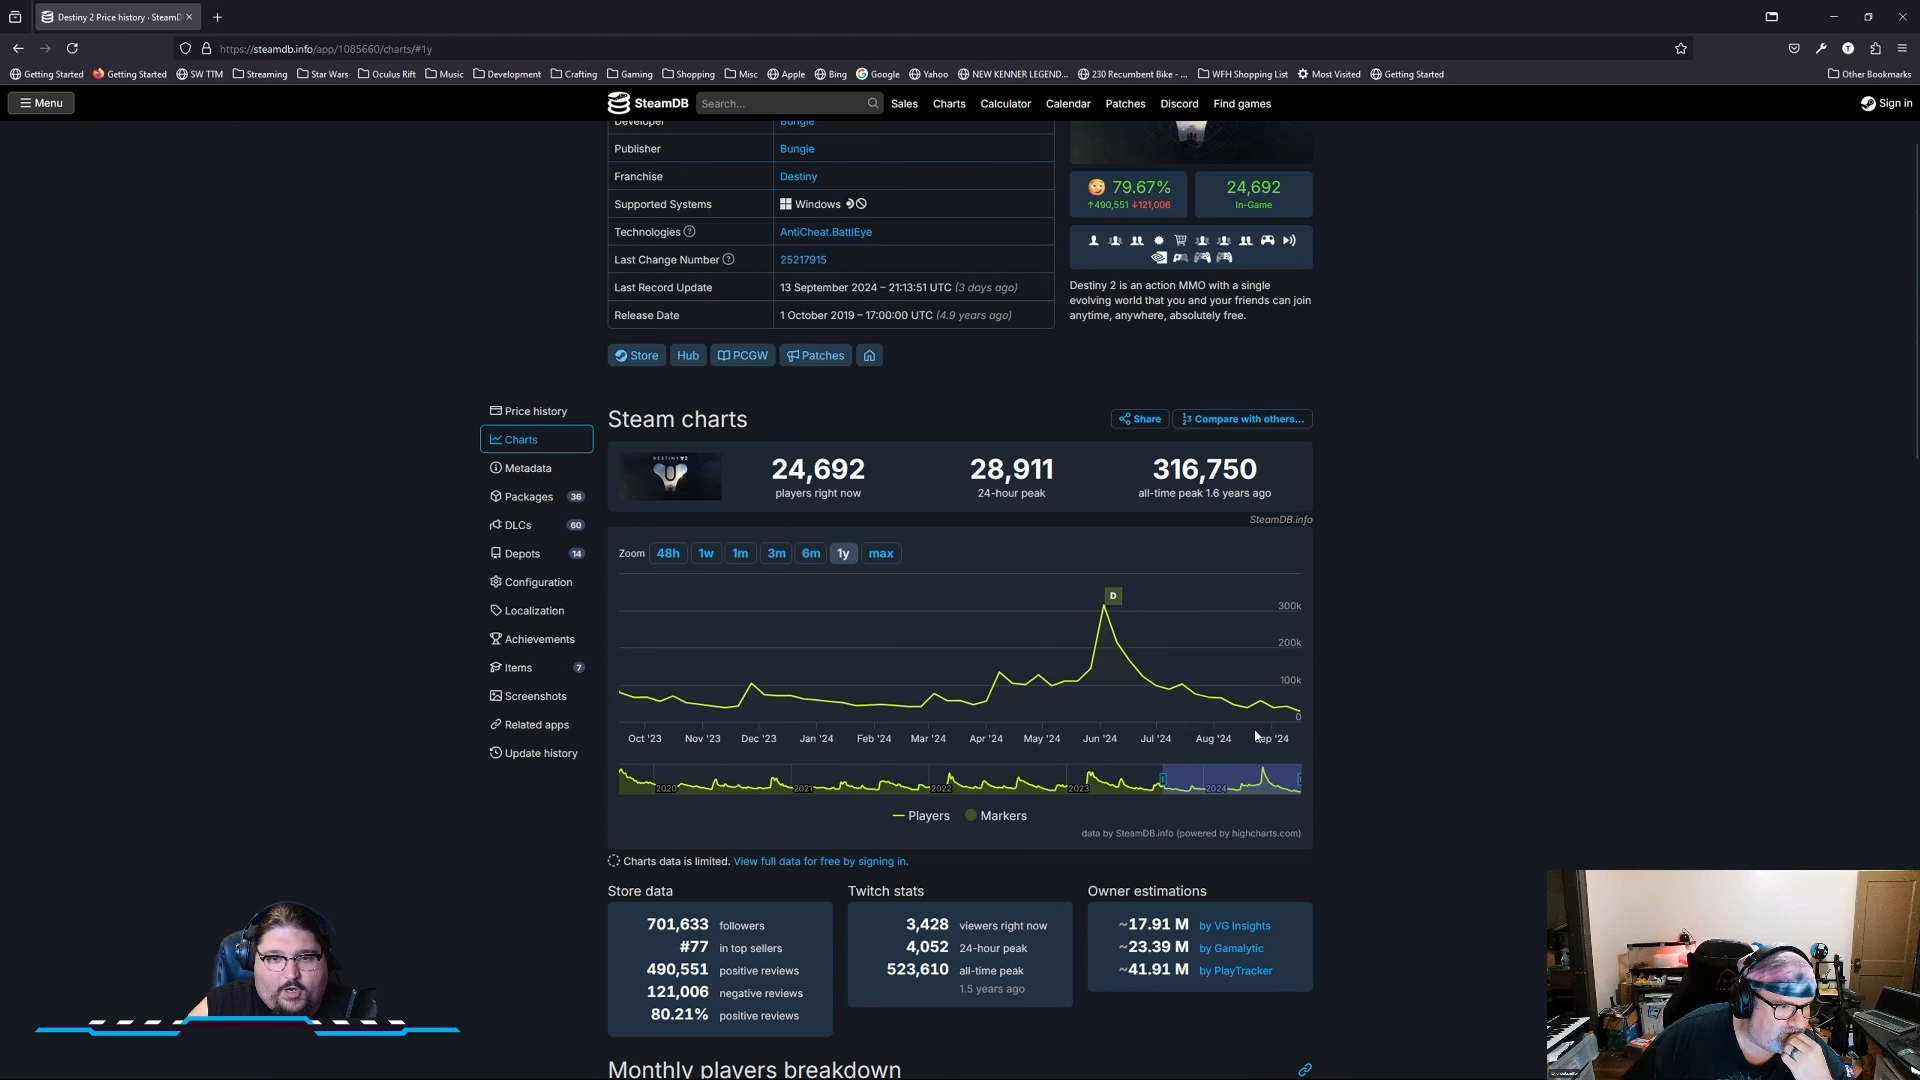 Destiny 2 Price history · SteamD
https://steamdb.info/app/1085660/charts/#1y
Getting Started
Getting Started
SW TTM
Streaming
Star Wars
Oculus Rift
Music
Development
Crafting
Gaming
Shopping
Misc
Apple
Bing
Google
Yahoo
NEW KENNER LEGEND...
230 Recumbent Bike - ...
WFH Shopping List
Most Visited
Getting Started
Other Bookmarks
Menu
SteamDB
Search...
Sales
Charts
Calculator
Calendar
Patches
Discord
Find games
Sign in
Developer Bungie
Publisher Bungie
Franchise Destiny
Supported Systems Windows
Technologies AntiCheat.BattlEye
Last Change Number 25217915
Last Record Update 13 September 2024 – 21:13:51 UTC (3 days ago)
Release Date 1 October 2019 – 17:00:00 UTC (4.9 years ago)
79.67%
↑490,551 ↓121,006
24,692
In-Game
Destiny 2 is an action MMO with a single
evolving world that you and your friends can join
anytime, anywhere, absolutely free.
Store
Hub
PCGW
Patches
Price history
Charts
Metadata
Packages 36
DLCs 60
Depots 14
Configuration
Localization
Achievements
Items 7
Screenshots
Related apps
Update history
Steam charts
Share
Compare with others...
DESTINY 2
24,692
players right now
28,911
24-hour peak
316,750
all-time peak 1.6 years ago
SteamDB.info
Zoom 48h 1w 1m 3m 6m 1y max
D
300k
200k
100k
0
Oct '23 Nov '23 Dec '23 Jan '24 Feb '24 Mar '24 Apr '24 May '24 Jun '24 Jul '24 Aug '24 ep '24
2020 2021 2022 2023 2024
Players Markers
data by SteamDB.info (powered by highcharts.com)
Charts data is limited. View full data for free by signing in.
Store data
701,633 followers
#77 in top sellers
490,551 positive reviews
121,006 negative reviews
80.21% positive reviews
Twitch stats
3,428 viewers right now
4,052 24-hour peak
523,610 all-time peak
1.5 years ago
Owner estimations
~17.91 M by VG Insights
~23.39 M by Gamalytic
~41.91 M by PlayTracker
Monthly players breakdown